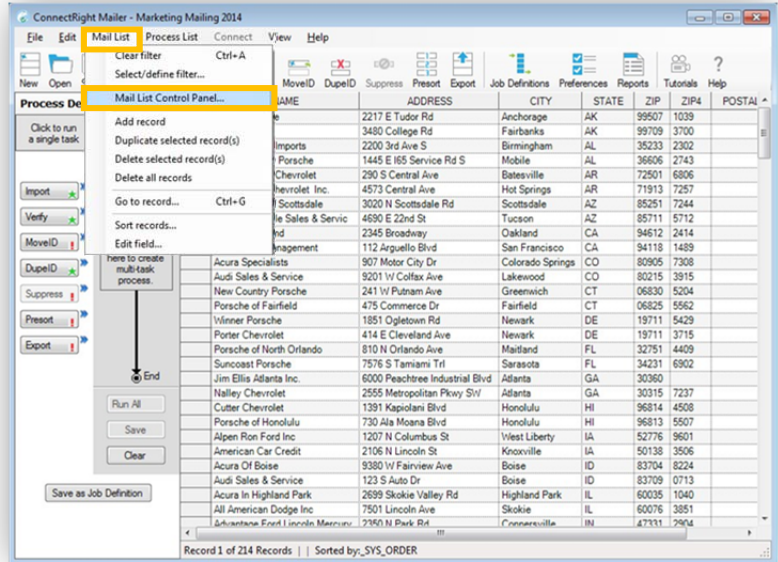 ConnectRight Mailer - Marketing Mailing 2014
File Edit Mail List Process List Connect View Help
Clear filter Ctrl+A
Select/define filter...
Mail List Control Panel...
Add record
Duplicate selected record(s)
Delete selected record(s)
Delete all records
Go to record... Ctrl+G
Sort records...
Edit field...
New Open MoveID DupeID Suppress Presort Export Job Definitions Preferences Reports Tutorials Help
Process De
Click to run
a single task
Import
Verify
MoveID
DupeID
Suppress
Presort
Export
here to create
multi-task
process.
End
Run All
Save
Clear
Save as Job Definition
NAME ADDRESS CITY STATE ZIP ZIP4 POSTAL
2217 E Tudor Rd Anchorage AK 99507 1039
3480 College Rd Fairbanks AK 99709 3700
Imports 2200 3rd Ave S Birmingham AL 35233 2302
Porsche 1445 E I65 Service Rd S Mobile AL 36606 2743
Chevrolet 290 S Central Ave Batesville AR 72501 6806
hevrolet Inc. 4573 Central Ave Hot Springs AR 71913 7257
Scottsdale 3020 N Scottsdale Rd Scottsdale AZ 85251 7244
le Sales & Servic 4690 E 22nd St Tucson AZ 85711 5712
nd 2345 Broadway Oakland CA 94612 2414
nagement 112 Arguello Blvd San Francisco CA 94118 1489
Acura Specialists 907 Motor City Dr Colorado Springs CO 80905 7308
Audi Sales & Service 9201 W Colfax Ave Lakewood CO 80215 3915
New Country Porsche 241 W Putnam Ave Greenwich CT 06830 5204
Porsche of Fairfield 475 Commerce Dr Fairfield CT 06825 5562
Winner Porsche 1851 Ogletown Rd Newark DE 19711 5429
Porter Chevrolet 414 E Cleveland Ave Newark DE 19711 3715
Porsche of North Orlando 810 N Orlando Ave Maitland FL 32751 4409
Suncoast Porsche 7576 S Tamiami Trl Sarasota FL 34231 6902
Jim Ellis Atlanta Inc. 6000 Peachtree Industrial Blvd Atlanta GA 30360
Nalley Chevrolet 2555 Metropolitan Pkwy SW Atlanta GA 30315 7237
Cutter Chevrolet 1391 Kapiolani Blvd Honolulu HI 96814 4508
Porsche of Honolulu 730 Ala Moana Blvd Honolulu HI 96813 5507
Alpen Ron Ford Inc 1207 N Columbus St West Liberty IA 52776 9601
American Car Credit 2106 N Lincoln St Knoxville IA 50138 3506
Acura Of Boise 9380 W Fairview Ave Boise ID 83704 8224
Audi Sales & Service 123 S Auto Dr Boise ID 83709 0713
Acura In Highland Park 2699 Skokie Valley Rd Highland Park IL 60035 1040
All American Dodge Inc 7501 Lincoln Ave Skokie IL 60076 3851
Advantage Ford Lincoln Mercury 2350 N Park Rd Connersville IN 47331 2904
Record 1 of 214 Records | | Sorted by:_SYS_ORDER